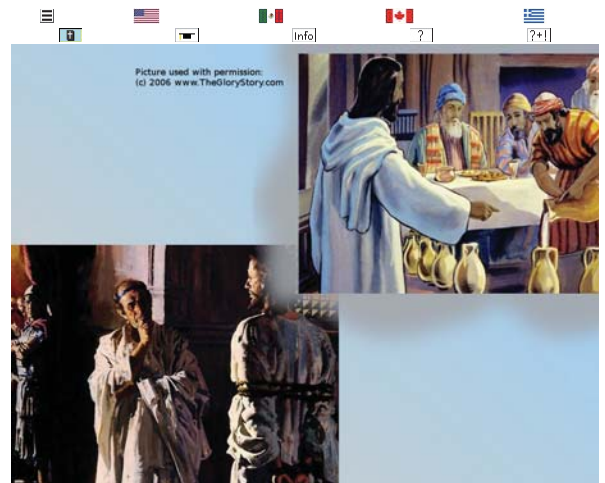 Info
?
?+!
Picture used with permission:
(c) 2006 www.TheGloryStory.com